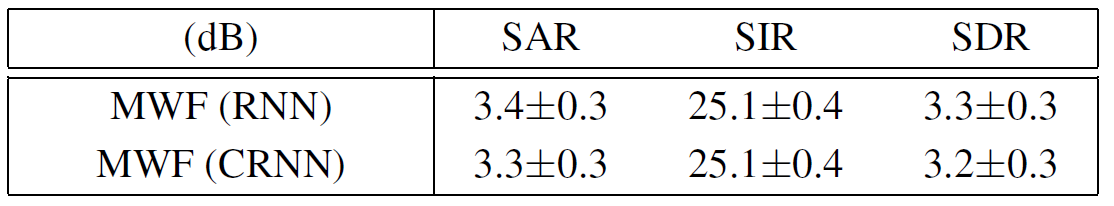 (dB) SAR SIR SDR
MWF (RNN) 3.4±0.3 25.1±0.4 3.3±0.3
MWF (CRNN) 3.3±0.3 25.1±0.4 3.2±0.3